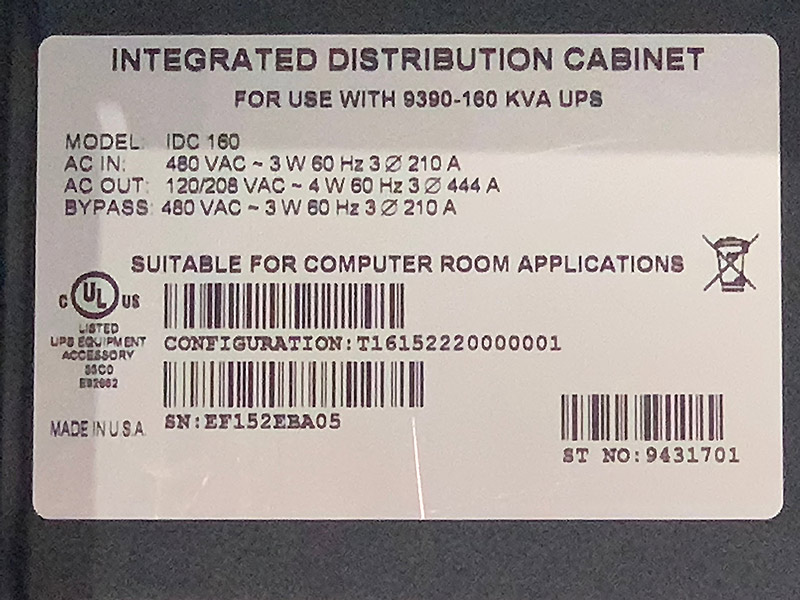 INTEGRATED DISTRIBUTION CABINET
FOR USE WITH 9390-160 KVA UPS
MODEL: IDC 160
AC IN: 480 VAC ~ 3 W 60 Hz 3 Ø 210 A
AC OUT: 120/208 VAC ~ 4 W 60 Hz 3 Ø 444 A
BYPASS: 480 VAC ~ 3 W 60 Hz 3 Ø 210 A
SUITABLE FOR COMPUTER ROOM APPLICATIONS
C UL US
LISTED
UPS EQUIPMENT
ACCESSORY
CONFIGURATION:T16152220000001
SN:EF152EBA05
MADE IN U.S.A.
ST NO:9431701